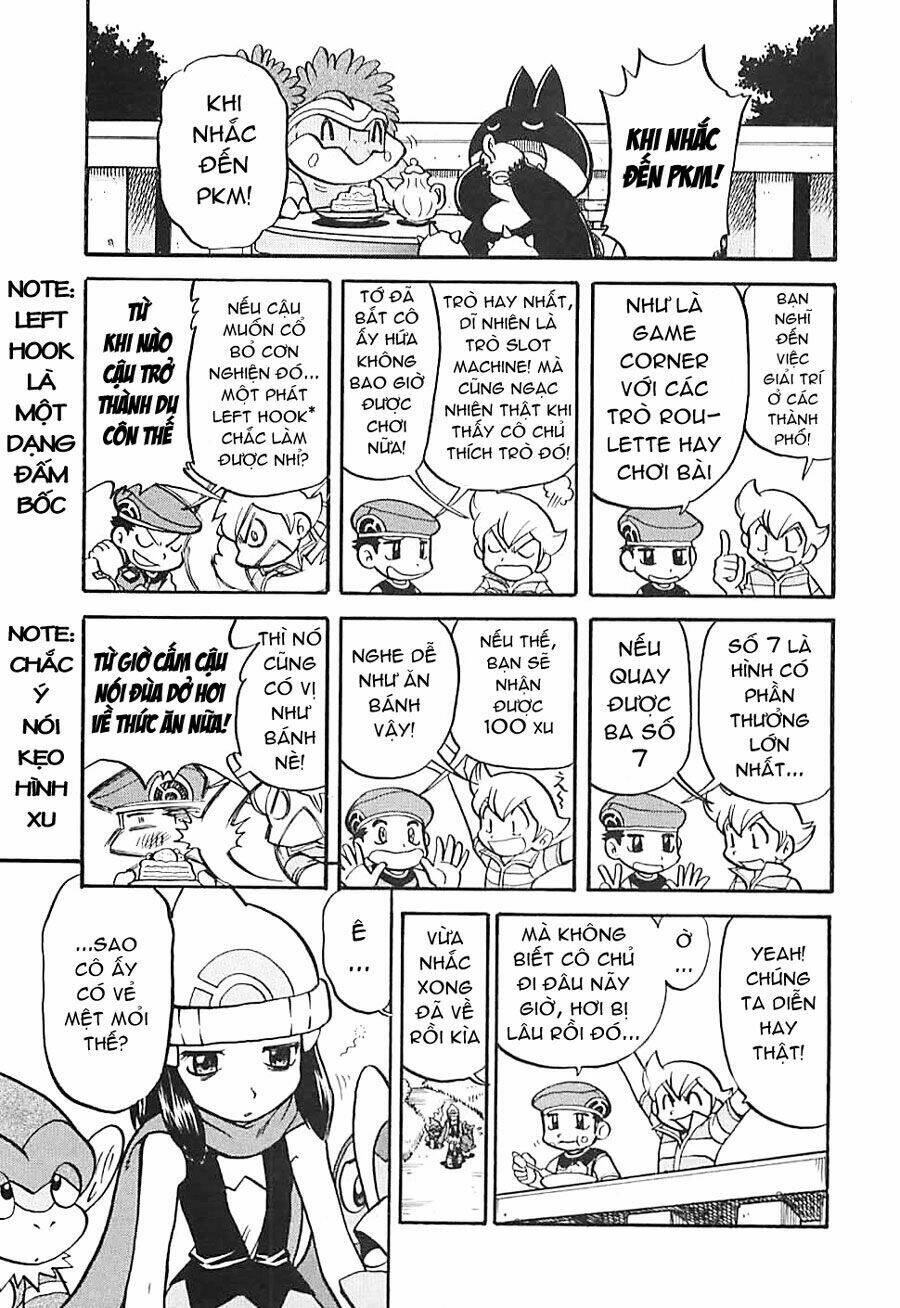 KHI NHẮC
ĐẾN PKM!
KHI
NHẮC
ĐẾN
PKM!
BẠN
NGHĨ
ĐẾN
VIỆC
GIẢI TRÍ
Ở CÁC
THÀNH
PHỐ!
NHƯ LÀ
GAME
CORNER
VỚI CÁC
TRÒ ROU-
LETTE HAY
CHƠI BÀI
TRÒ HAY NHẤT,
DĨ NHIÊN LÀ
TRÒ SLOT
MACHINE! MÀ
CŨNG NGẠC
NHIÊN THẬT KHI
THẤY CÔ CHỦ
THÍCH TRÒ ĐÓ!
TỚ ĐÃ
BẮT CÔ
ẤY HỨA
KHÔNG
BAO GIỜ
ĐƯỢC
CHƠI
NỮA!
NẾU CẬU
MUỐN CÔ
BỎ CƠN
NGHIỆN ĐÓ...
MỘT PHÁT
LEFT HOOK*
CHẮC LÀM
ĐƯỢC NHỈ?
TỪ
KHI NÀO
CẬU TRỞ
THÀNH DU
CÔN THẾ
NOTE:
LEFT
HOOK
LÀ
MỘT
DẠNG
ĐẤM
BỐC
SỐ 7 LÀ
HÌNH CÓ
PHẦN
THƯỞNG
LỚN
NHẤT...
NẾU
QUAY
ĐƯỢC
BA SỐ
7
NẾU THẾ,
BẠN SẼ
NHẬN
ĐƯỢC
100 XU
NGHE DỄ
NHƯ ĂN
BÁNH
VẬY!
THÌ NÓ
CŨNG
CÓ VỊ
NHƯ
BÁNH
NÈ!
TỪ GIỜ CẤM CẬU
NÓI ĐÙA DỞ HƠI
VỀ THỨC ĂN NỮA!
NOTE:
CHẮC
Ý
NÓI
KẸO
HÌNH
XU
YEAH!
CHÚNG
TA DIỄN
HAY
THẬT!
Ờ
...
MÀ KHÔNG
BIẾT CÔ CHỦ
ĐI ĐÂU NÃY
GIỜ, HƠI BỊ
LÂU RỒI ĐÓ...
VỪA
NHẮC
XONG
ĐÃ VỀ
RỒI KÌA
Ê
...
...SAO
CÔ ẤY
CÓ VẺ
MỆT MỎI
THẾ?